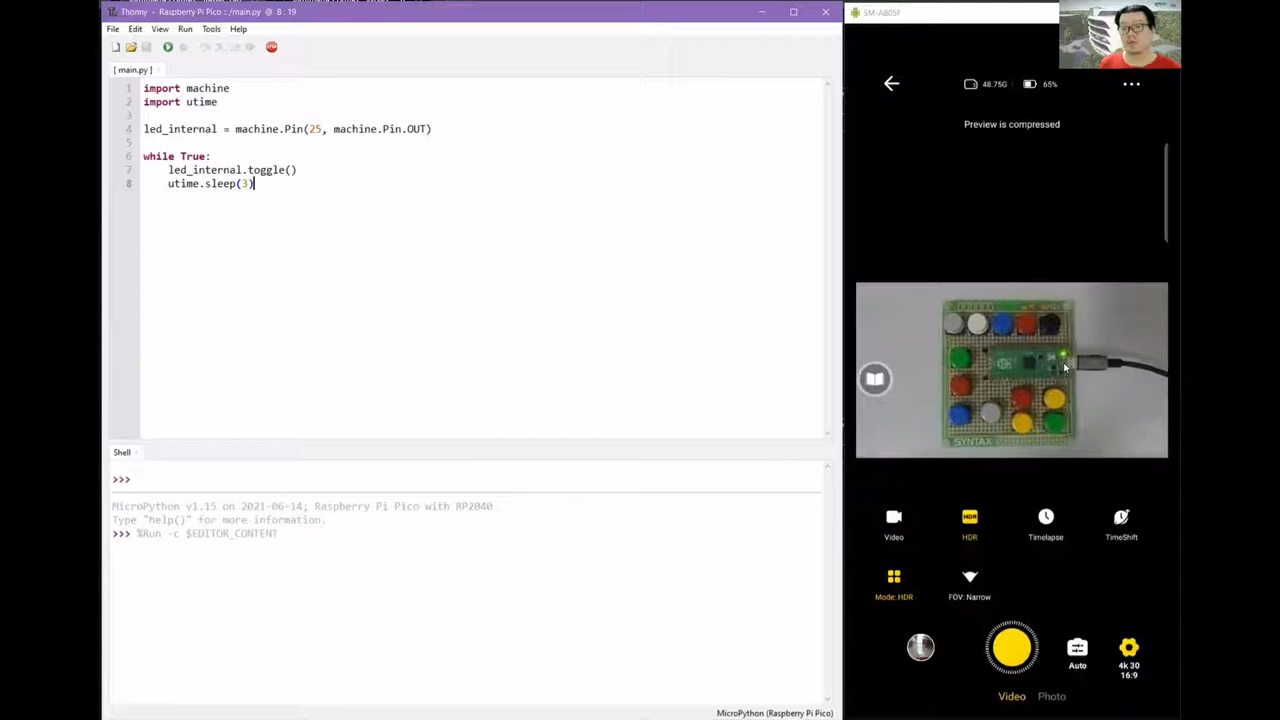 Thonny - Raspberry Pi Pico :: /main.py @ 8 : 19
File Edit View Run Tools Help
[ main.py ]
1 import machine
2 import utime
3
4 led_internal = machine.Pin(25, machine.Pin.OUT)
5
6 while True:
7 led_internal.toggle()
8 utime.sleep(3)
Shell
>>>
MicroPython v1.15 on 2021-06-14; Raspberry Pi Pico with RP2040
Type "help()" for more information.
>>> %Run -c $EDITOR_CONTENT
MicroPython (Raspberry Pi Pico)
SM-A805F
48.75G 65%
Preview is compressed
SYNTAX
Video HDR Timelapse TimeShift
Mode: HDR FOV: Narrow
Auto 4k 30
16:9
Video Photo